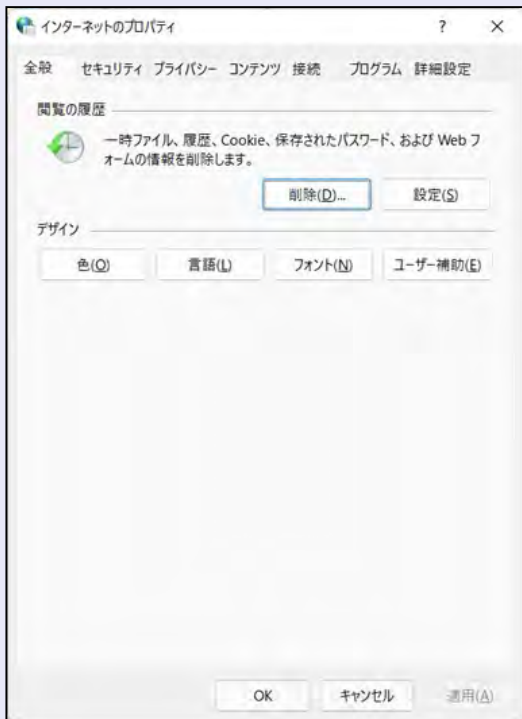 インターネットのプロパティ ? ×
全般 セキュリティ プライバシー コンテンツ 接続 プログラム 詳細設定
閲覧の履歴
一時ファイル、履歴、Cookie、保存されたパスワード、および Web フ
ォームの情報を削除します。
削除(D)... 設定(S)
デザイン
色(O) 言語(L) フォント(N) ユーザー補助(E)
OK キャンセル 適用(A)